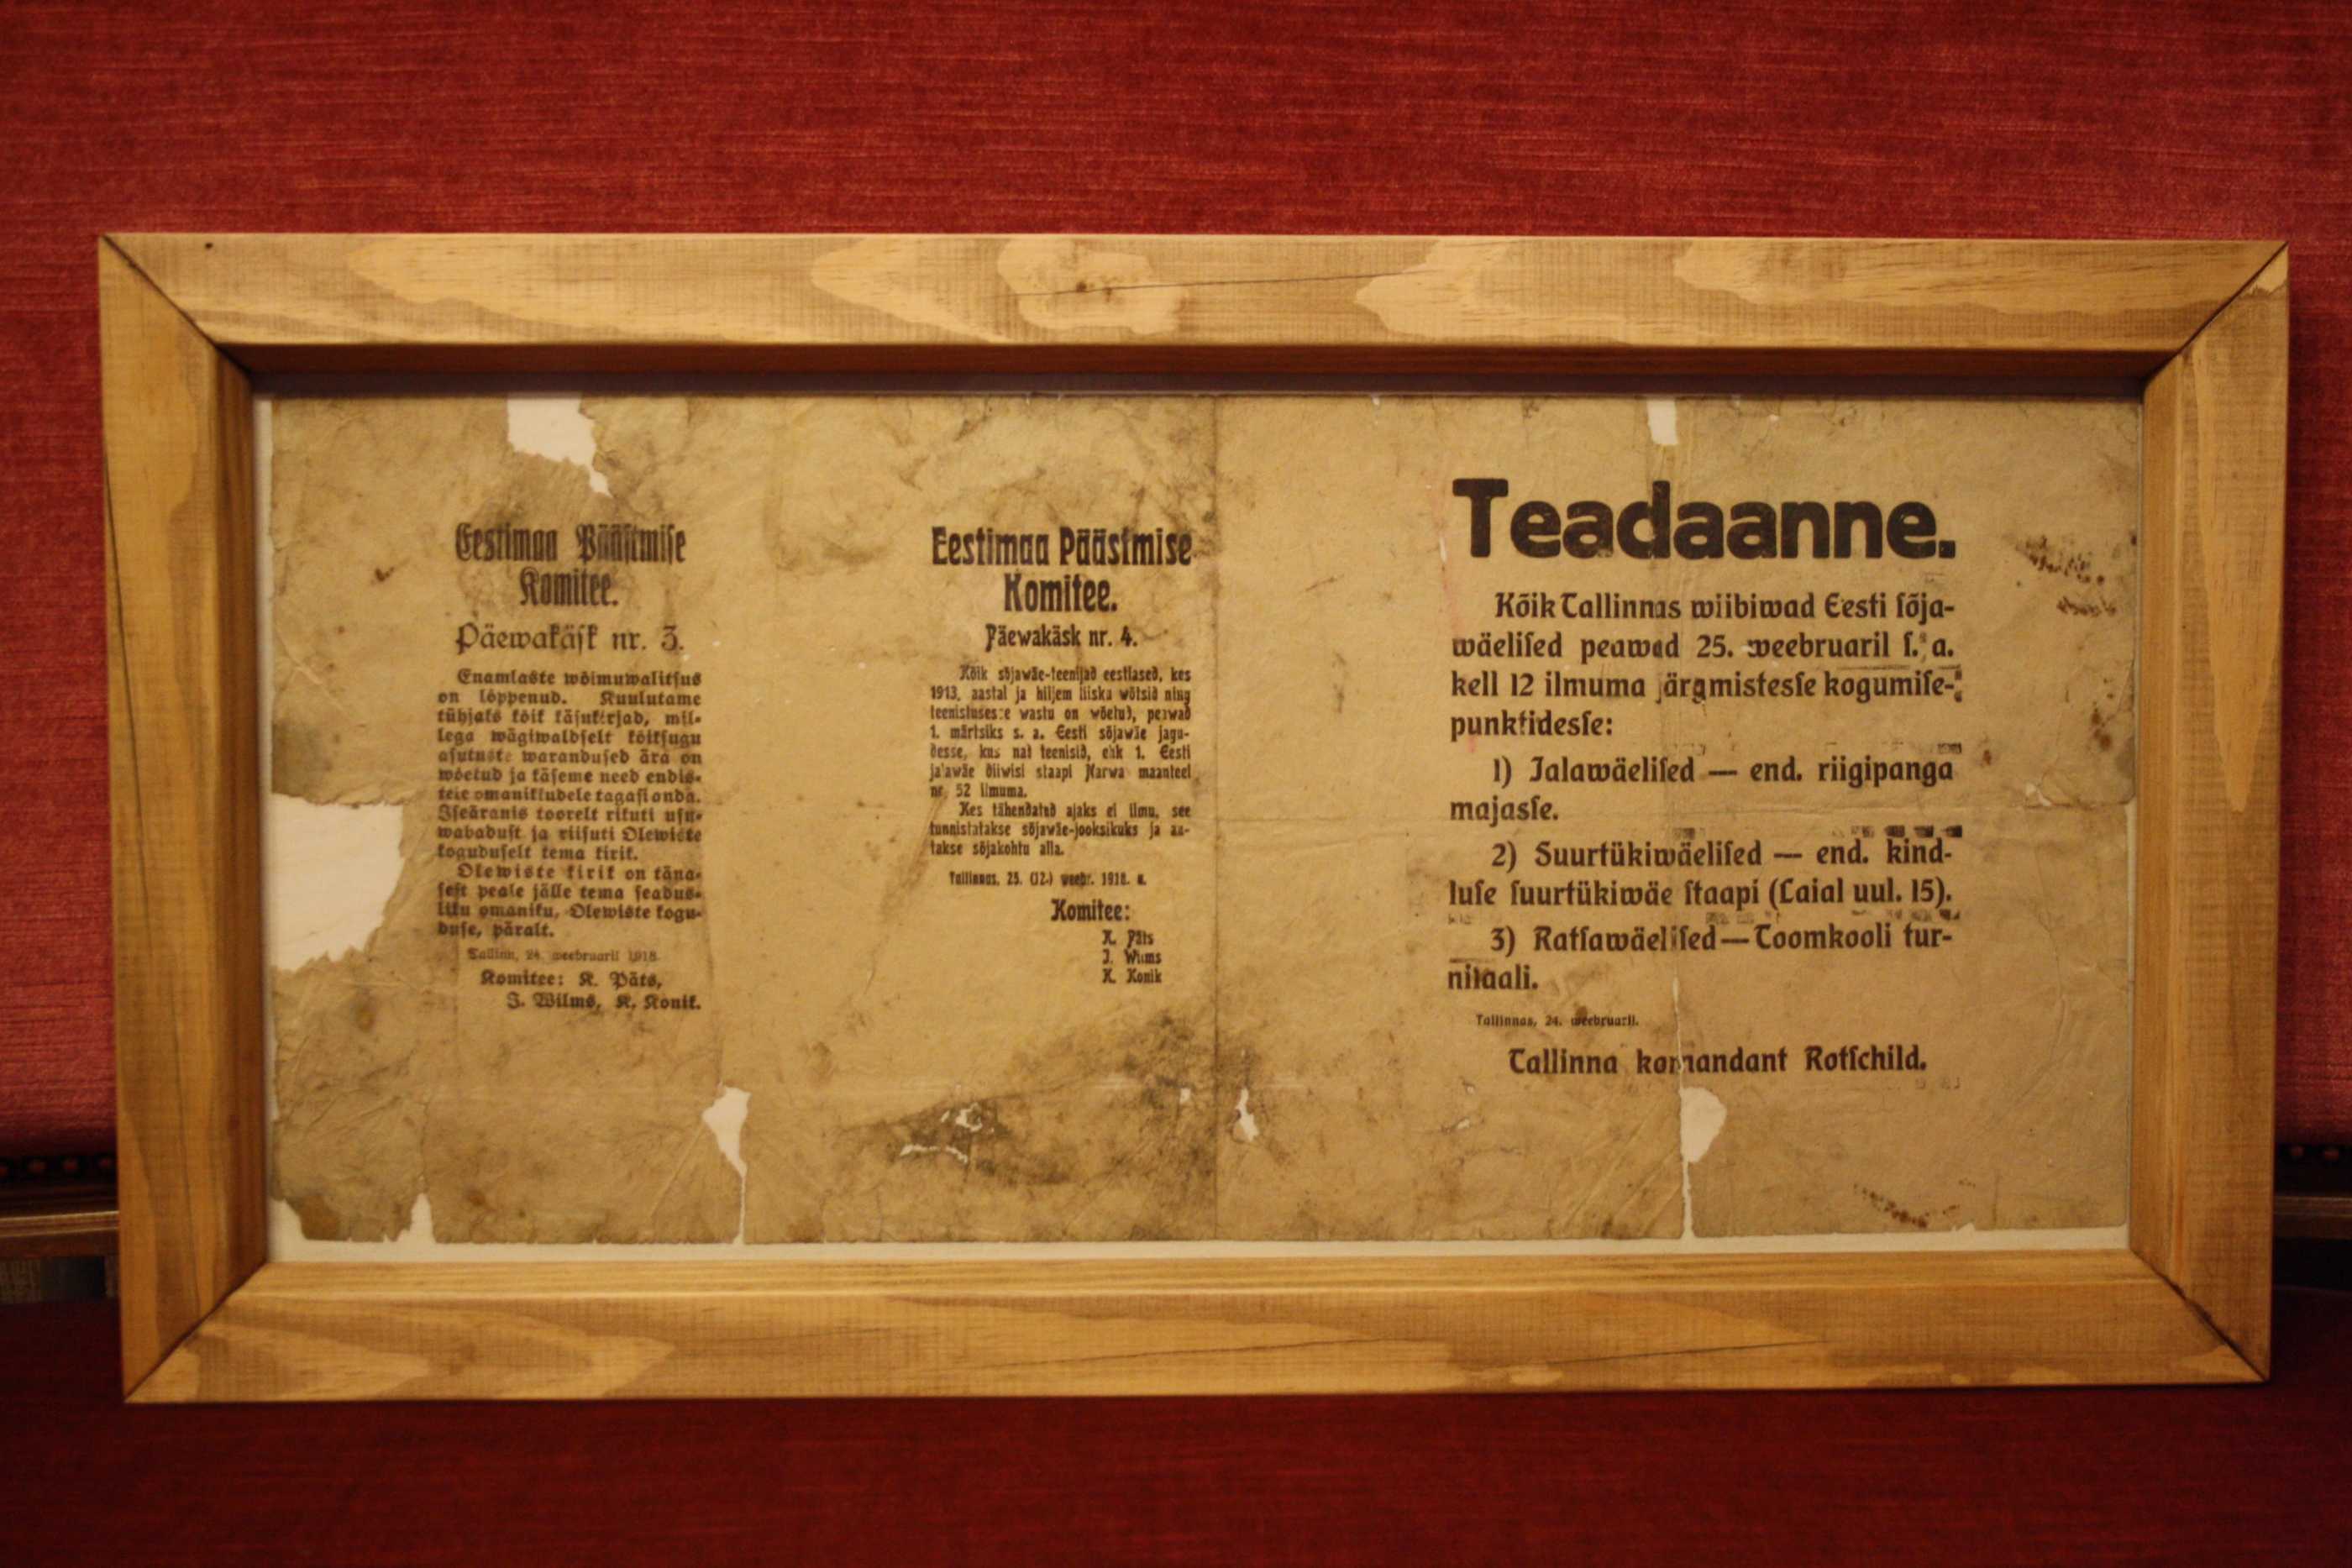 Eestimaa Päästmise
Komitee.
Päewakäſk nr. 3.
Enamlaste wõimuwalitſus
on lõppenud. Kuulutame
tühjaks kõik käſukirjad, mil-
lega wägiwaldſelt kõikſugu
aſutuste waranduſed ära on
wõetud ja käſeme need endis-
tele omanikkudele tagaſi anda.
Iſeäranis toorelt rikuti uſu-
wabaduſt ja riiſuti Olewiste
koguduſelt tema kirik.
Olewiste kirik on täna-
ſeſt peale jälle tema ſeadus-
liku omaniku, Olewiste kogu-
duſe, päralt.
Tallinn, 24. weebruaril 1918.
Komitee: K. Päts,
J. Wilms, K. Konik.
Eestimaa Päästmise
Komitee.
Päewakäsk nr. 4.
Kõik sõjawäe-teenijad eestlased, kes
1913. aastal ja hiljem liisku wõtsid ning
teenistusesse wastu on wõetud, peawad
1. märtsiks s. a. Eesti sõjawäe jagu-
desse, kus nad teenisid, ehk 1. Eesti
jalawäe diiwisi staapi Narwa maanteel
nr. 52 ilmuma.
Kes tähendatud ajaks ei ilmu, see
tunnistatakse sõjawäe-jooksikuks ja an-
takse sõjakohtu alla.
Tallinnas, 25. (12.) weebr. 1918. a.
Komitee:
K. Päts
J. Wilms
K. Konik
Teadaanne.
Kõik Tallinnas wiibiwad Eesti ſõja-
wäeliſed peawad 25. weebruaril ſ. a.
kell 12 ilmuma järgmisteſſe kogumiſe-
punktideſſe:
1) Jalawäeliſed — end. riigipanga
majaſſe.
2) Suurtükiwäeliſed — end. kind-
luſe ſuurtükiwäe ſtaapi (Laial uul. 15).
3) Ratſawäeliſed — Toomkooli tur-
niſaali.
Tallinnas, 24. weebruaril.
Tallinna komandant Rotſchild.